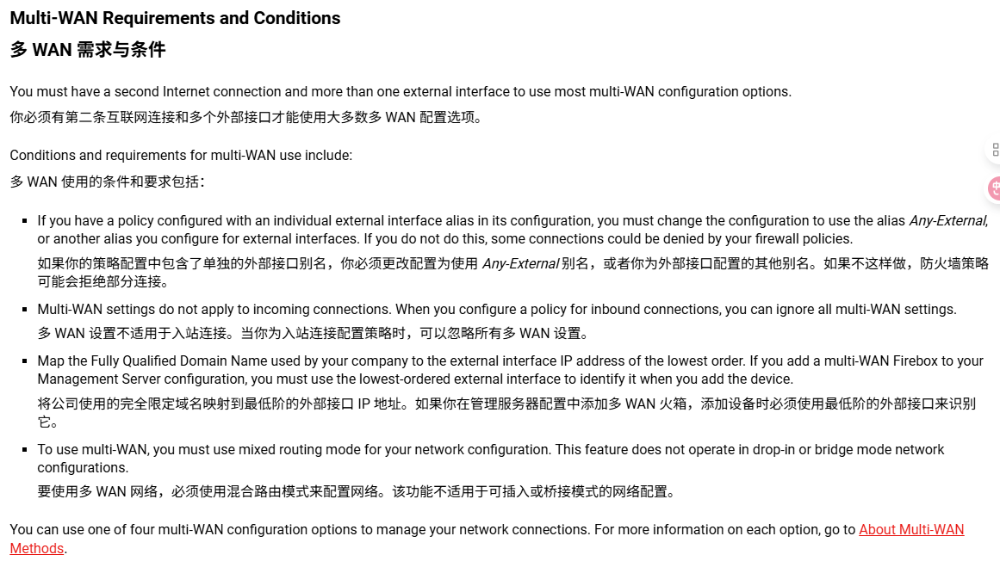 Multi-WAN Requirements and Conditions
多 WAN 需求与条件
You must have a second Internet connection and more than one external interface to use most multi-WAN configuration options.
你必须有第二条互联网连接和多个外部接口才能使用大多数多 WAN 配置选项。
Conditions and requirements for multi-WAN use include:
多 WAN 使用的条件和要求包括：
▪ If you have a policy configured with an individual external interface alias in its configuration, you must change the configuration to use the alias Any-External,
or another alias you configure for external interfaces. If you do not do this, some connections could be denied by your firewall policies.
如果你的策略配置中包含了单独的外部接口别名，你必须更改配置为使用 Any-External 别名，或者你为外部接口配置的其他别名。如果不这样做，防火墙策略
可能会拒绝部分连接。
▪ Multi-WAN settings do not apply to incoming connections. When you configure a policy for inbound connections, you can ignore all multi-WAN settings.
多 WAN 设置不适用于入站连接。当你为入站连接配置策略时，可以忽略所有多 WAN 设置。
▪ Map the Fully Qualified Domain Name used by your company to the external interface IP address of the lowest order. If you add a multi-WAN Firebox to your
Management Server configuration, you must use the lowest-ordered external interface to identify it when you add the device.
将公司使用的完全限定域名映射到最低阶的外部接口 IP 地址。如果你在管理服务器配置中添加多 WAN 火箱，添加设备时必须使用最低阶的外部接口来识别
它。
▪ To use multi-WAN, you must use mixed routing mode for your network configuration. This feature does not operate in drop-in or bridge mode network
configurations.
要使用多 WAN 网络，必须使用混合路由模式来配置网络。该功能不适用于可插入或桥接模式的网络配置。
You can use one of four multi-WAN configuration options to manage your network connections. For more information on each option, go to About Multi-WAN
Methods.